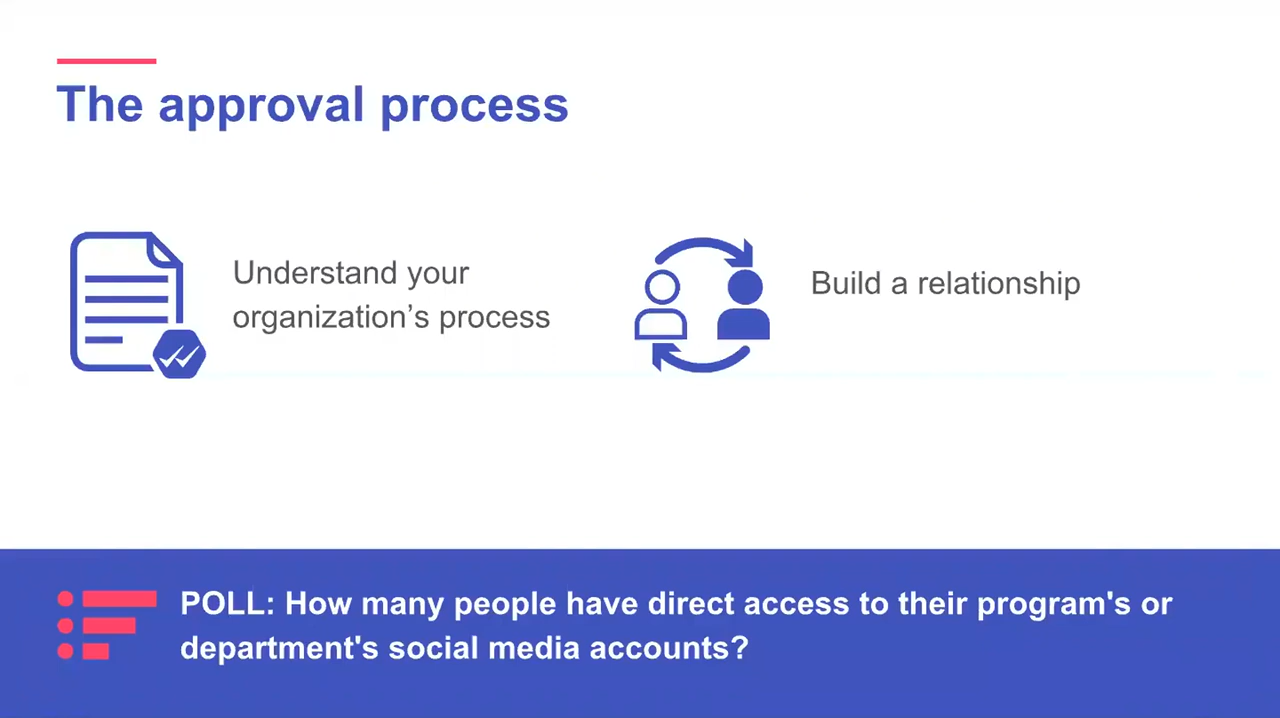 The approval process
Understand your
organization’s process
Build a relationship
POLL: How many people have direct access to their program's or
department's social media accounts?